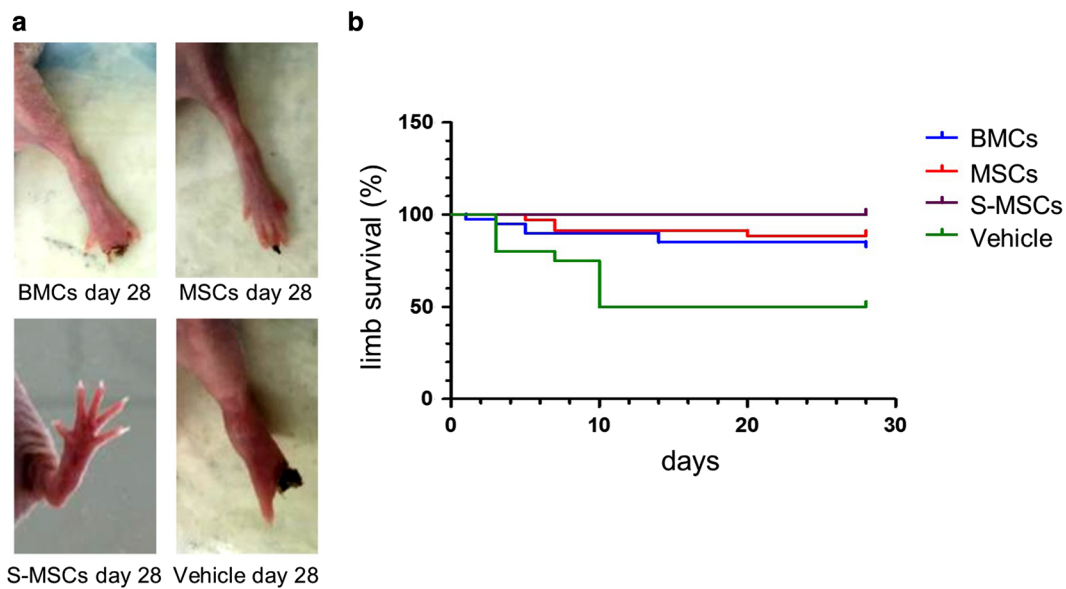 a
b
BMCs day 28
MSCs day 28
S-MSCs day 28
Vehicle day 28
150
100
50
0
0
10
20
30
limb survival (%)
days
BMCs
MSCs
S-MSCs
Vehicle